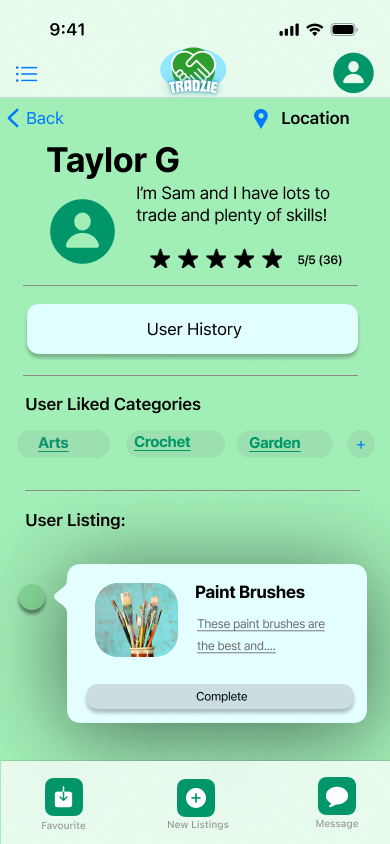 9:41
TRADZIE
Back
Location
Taylor G
I'm Sam and I have lots to
trade and plenty of skills!
5/5 (36)
User History
User Liked Categories
Arts
Crochet
Garden
+
User Listing:
Paint Brushes
These paint brushes are
the best and....
Complete
Favourite
New Listings
Message